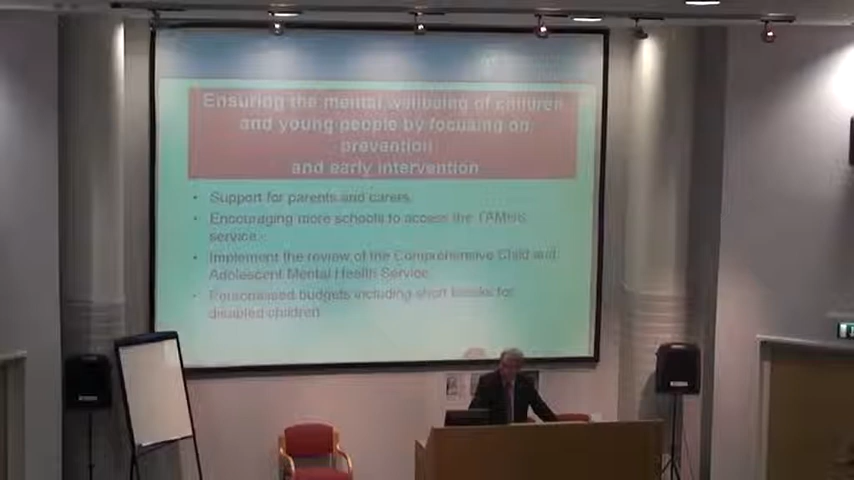 Ensuring the mental wellbeing of children
and young people by focusing on
prevention
and early intervention
• Support for parents and carers.
• Encouraging more schools to access the TAMHS
service.
• Implement the review of the Comprehensive Child and
Adolescent Mental Health Service
• Personalised budgets including short breaks for
disabled children